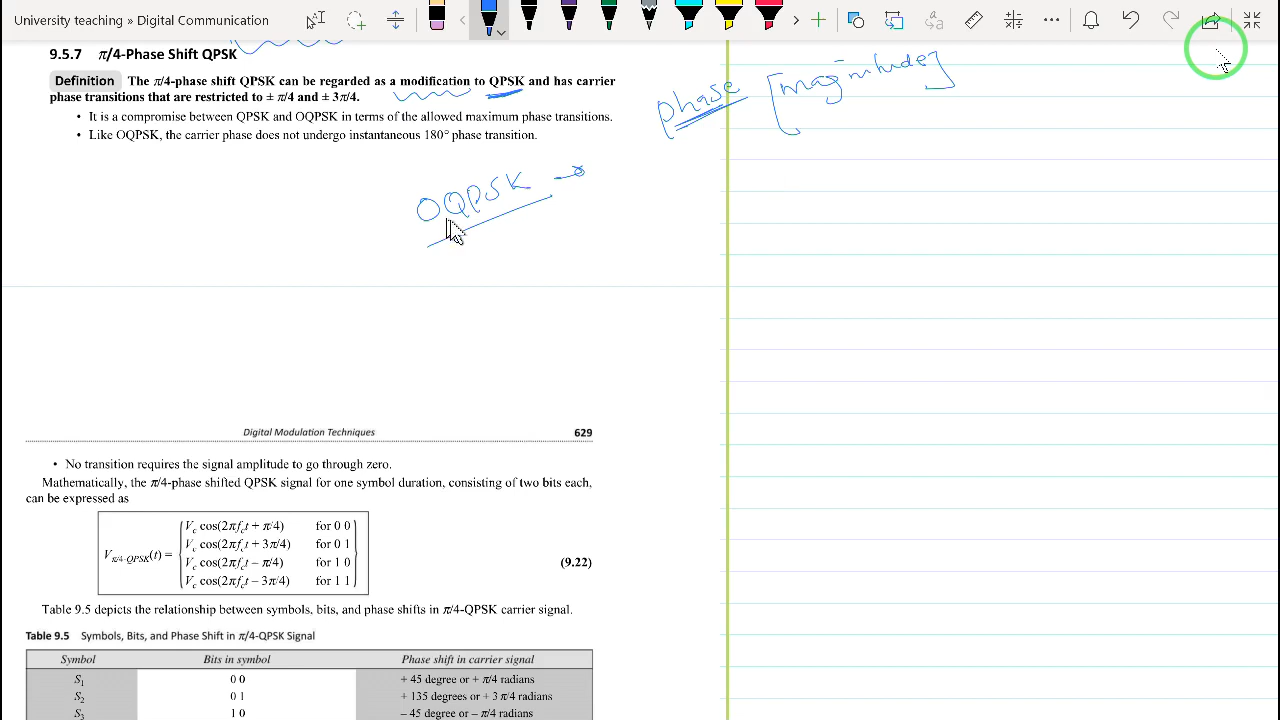 University teaching » Digital Communication
9.5.7 π/4-Phase Shift QPSK
Definition The π/4-phase shift QPSK can be regarded as a modification to QPSK and has carrier
phase transitions that are restricted to ± π/4 and ± 3π/4.
• It is a compromise between QPSK and OQPSK in terms of the allowed maximum phase transitions.
• Like OQPSK, the carrier phase does not undergo instantaneous 180° phase transition.
phase [magnitude]
OQPSK
Digital Modulation Techniques 629
• No transition requires the signal amplitude to go through zero.
Mathematically, the π/4-phase shifted QPSK signal for one symbol duration, consisting of two bits each,
can be expressed as
V_c cos(2πf_ct + π/4) for 0 0
V_c cos(2πf_ct + 3π/4) for 0 1
V_{π/4-QPSK}(t) =
V_c cos(2πf_ct − π/4) for 1 0 (9.22)
V_c cos(2πf_ct − 3π/4) for 1 1
Table 9.5 depicts the relationship between symbols, bits, and phase shifts in π/4-QPSK carrier signal.
Table 9.5 Symbols, Bits, and Phase Shift in π/4-QPSK Signal
Symbol Bits in symbol Phase shift in carrier signal
S₁ 0 0 + 45 degree or + π/4 radians
S₂ 0 1 + 135 degrees or + 3 π/4 radians
S₃ 1 0 − 45 degree or − π/4 radians